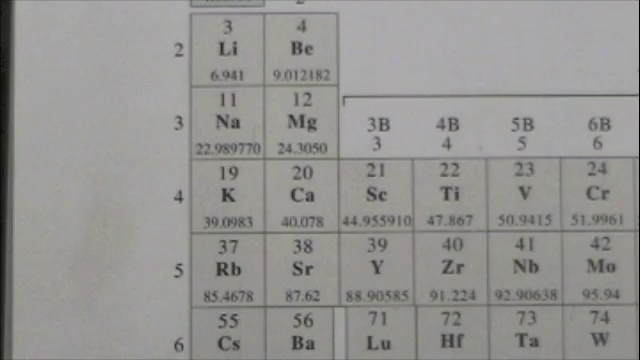 2
3 4
2 Li Be
6.941 9.012182
11 12
3 Na Mg 3B 4B 5B 6B
22.989770 24.3050 3 4 5 6
19 20 21 22 23 24
4 K Ca Sc Ti V Cr
39.0983 40.078 44.955910 47.867 50.9415 51.9961
37 38 39 40 41 42
5 Rb Sr Y Zr Nb Mo
85.4678 87.62 88.90585 91.224 92.90638 95.94
55 56 71 72 73 74
6 Cs Ba Lu Hf Ta W